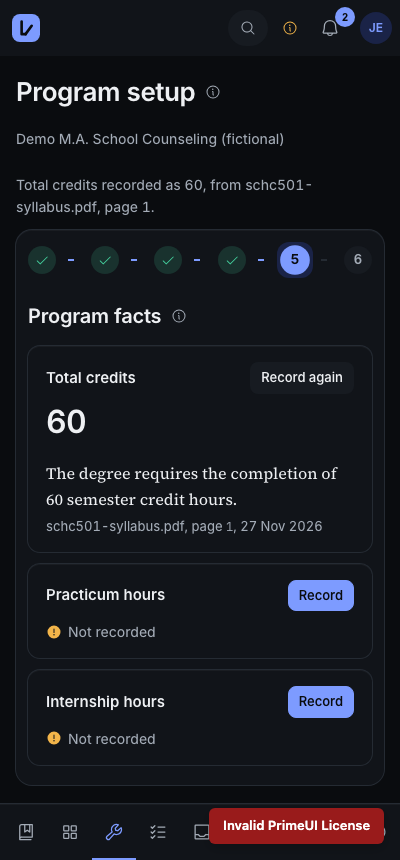 2
JE
Program setup
Demo M.A. School Counseling (fictional)
Total credits recorded as 60, from schc501-
syllabus.pdf, page 1.
5
6
Program facts
Total credits
Record again
60
The degree requires the completion of
60 semester credit hours.
schc501-syllabus.pdf, page 1, 27 Nov 2026
Practicum hours
Record
Not recorded
Internship hours
Record
Not recorded
Invalid PrimeUI License